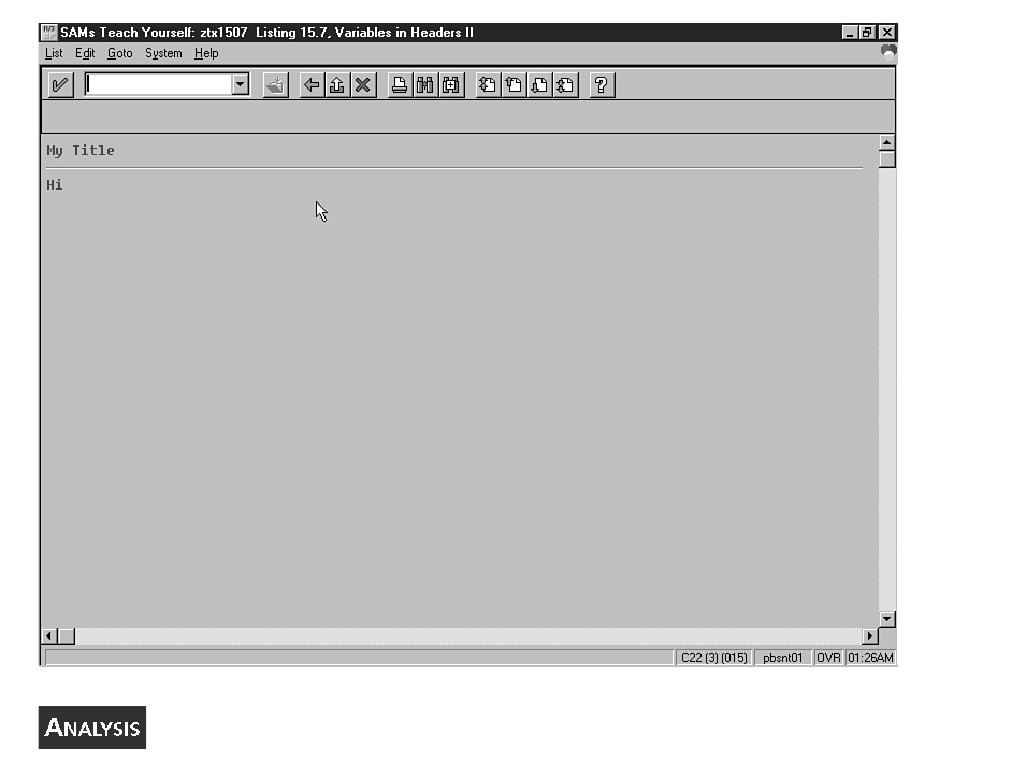 SAMs Teach Yourself: ztx1507 Listing 15.7, Variables in Headers II
List Edit Goto System Help
My Title
Hi
C22 (3) (015) pbsnt01 OVR 01:26AM
ANALYSIS